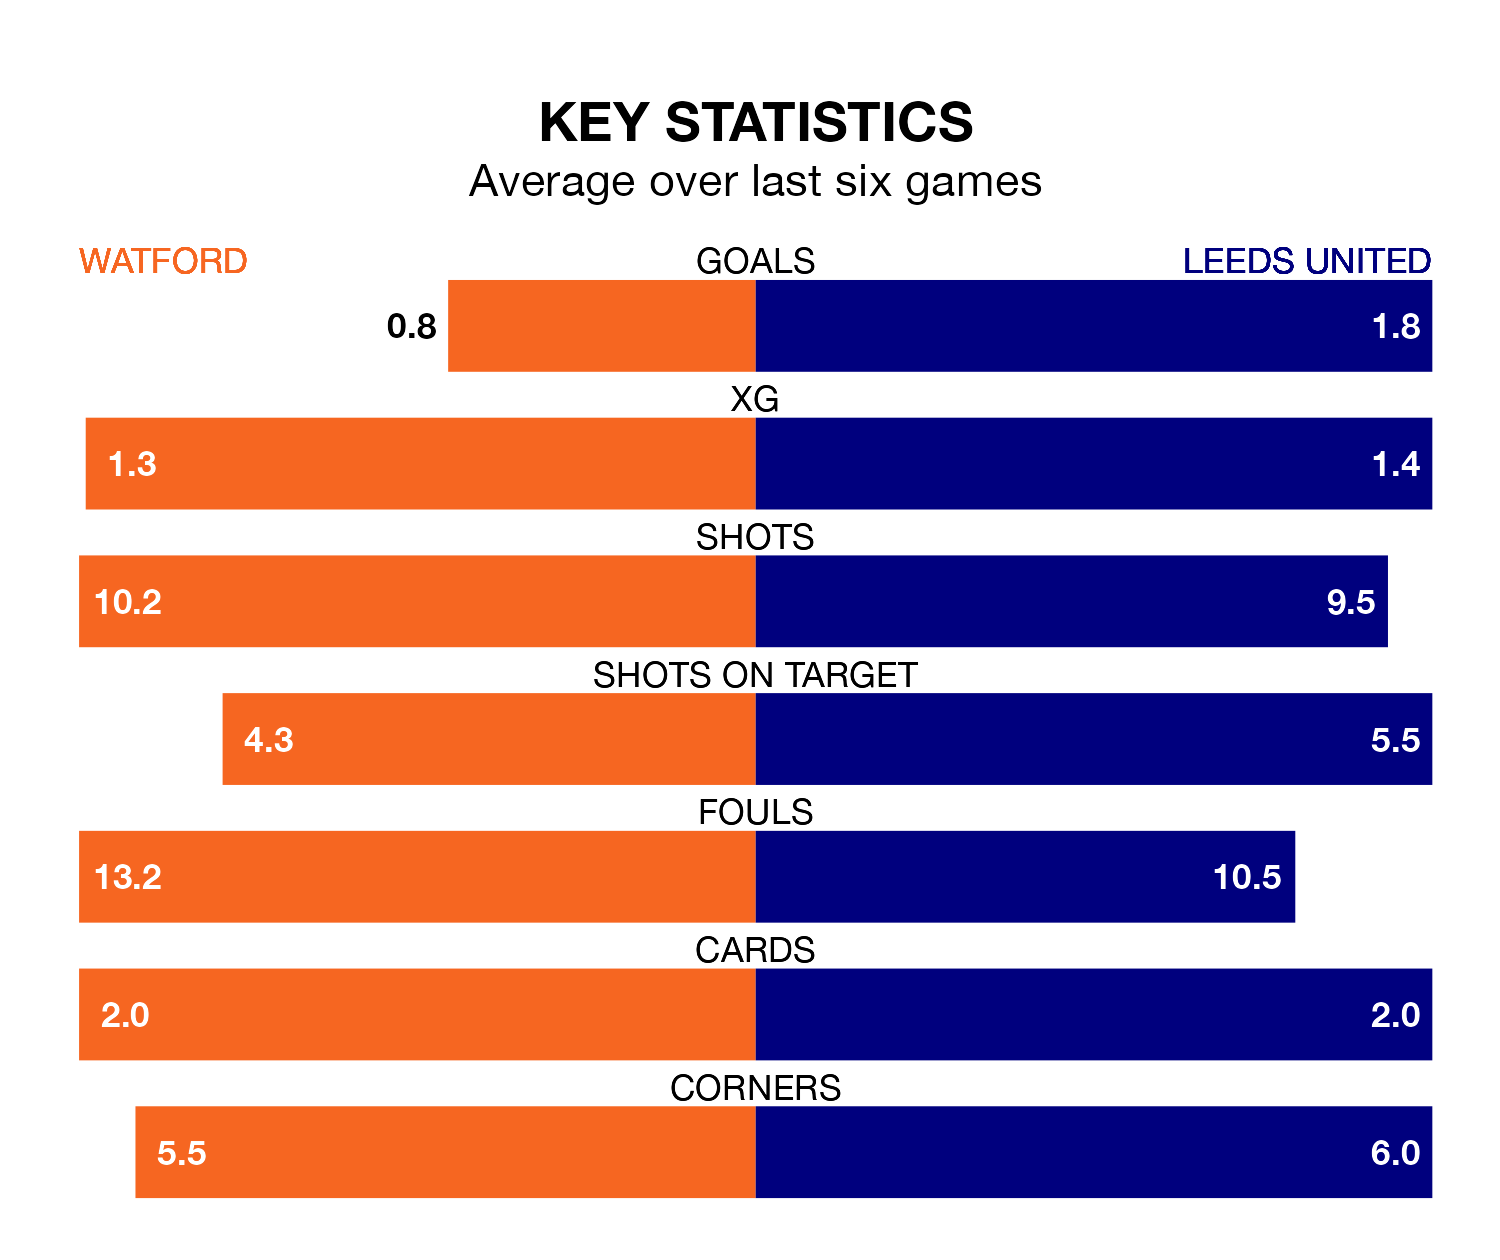 KEY STATISTICS
Average over last six games
WATFORD GOALS LEEDS UNITED
0.8 1.8
XG
1.3 1.4
SHOTS
10.2 9.5
SHOTS ON TARGET
4.3 5.5
FOULS
13.2 10.5
CARDS
2.0 2.0
CORNERS
5.5 6.0